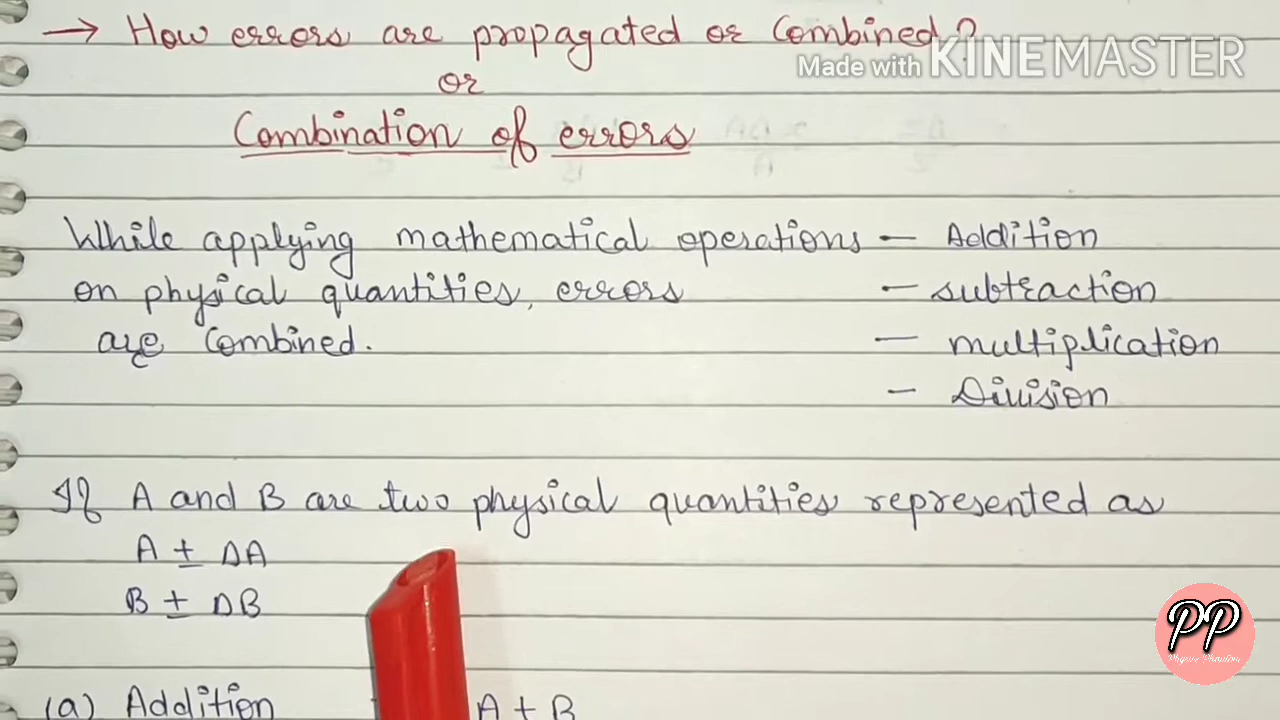 → How errors are propagated or Combined?
Made with KINEMASTER
or
Combination of errors
While applying mathematical operations — Addition
on physical quantities, errors — subtraction
are Combined. — multiplication
— Division
If A and B are two physical quantities represented as
A ± ΔA
B ± ΔB
PP
(a) Addition A + B